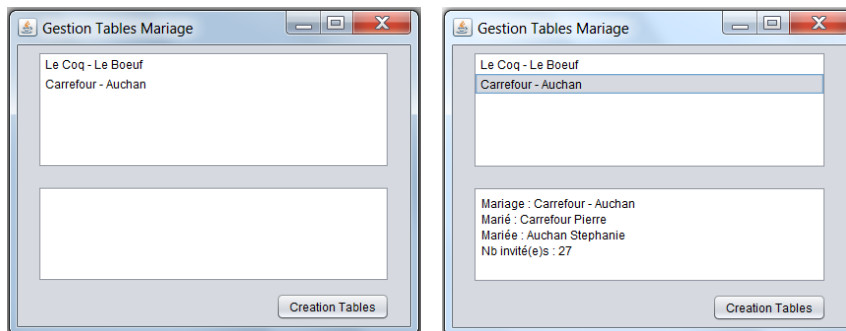 Gestion Tables Mariage
Le Coq - Le Boeuf
Carrefour - Auchan
Creation Tables
Gestion Tables Mariage
Le Coq - Le Boeuf
Carrefour - Auchan
Mariage : Carrefour - Auchan
Marié : Carrefour Pierre
Mariée : Auchan Stephanie
Nb invité(e)s : 27
Creation Tables